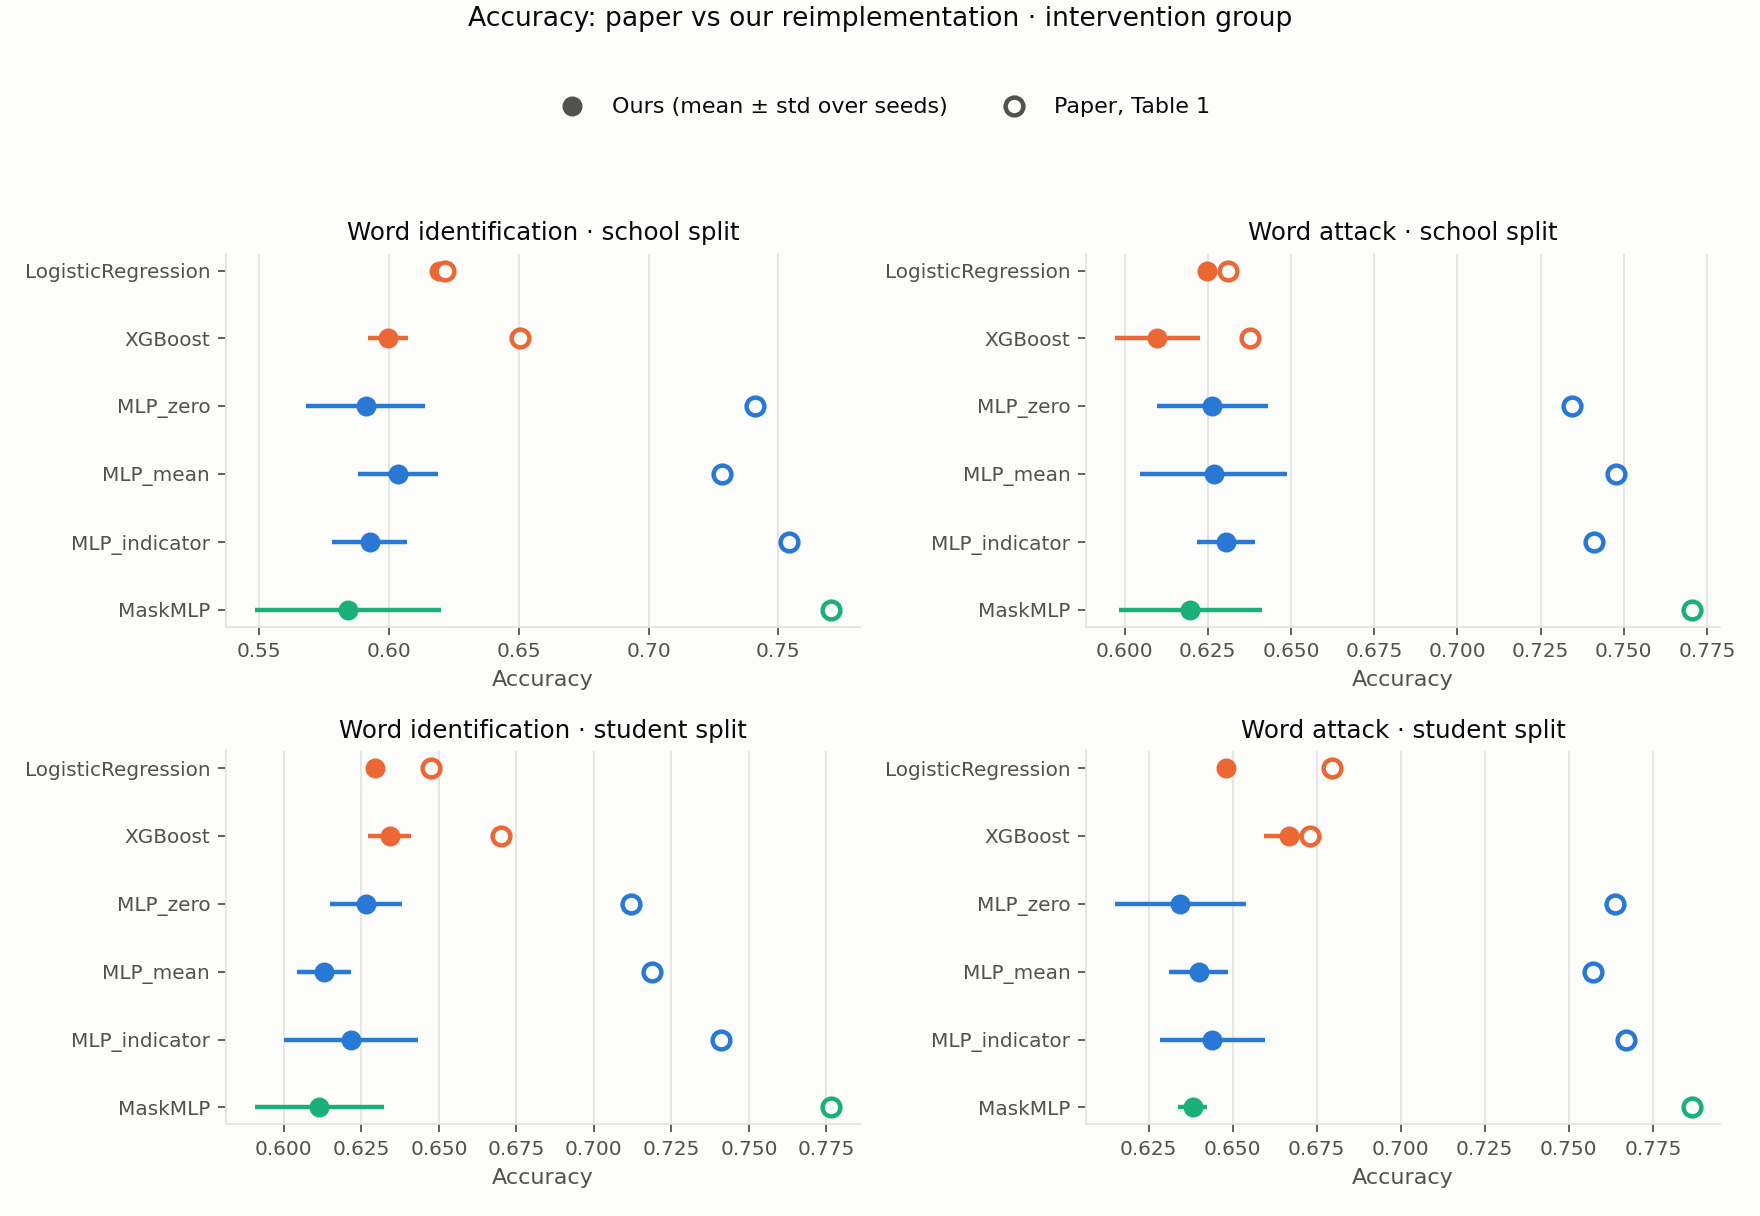 Accuracy: paper vs our reimplementation · intervention group
Ours (mean ± std over seeds)
Paper, Table 1
Word identification · school split
LogisticRegression
XGBoost
MLP_zero
MLP_mean
MLP_indicator
MaskMLP
0.55 0.60 0.65 0.70 0.75
Accuracy
Word attack · school split
LogisticRegression
XGBoost
MLP_zero
MLP_mean
MLP_indicator
MaskMLP
0.600 0.625 0.650 0.675 0.700 0.725 0.750 0.775
Accuracy
Word identification · student split
LogisticRegression
XGBoost
MLP_zero
MLP_mean
MLP_indicator
MaskMLP
0.600 0.625 0.650 0.675 0.700 0.725 0.750 0.775
Accuracy
Word attack · student split
LogisticRegression
XGBoost
MLP_zero
MLP_mean
MLP_indicator
MaskMLP
0.625 0.650 0.675 0.700 0.725 0.750 0.775
Accuracy